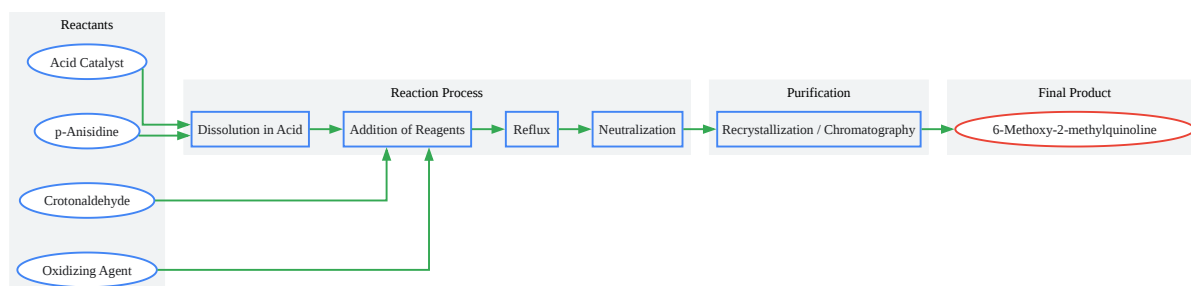 Reactants
Acid Catalyst
p-Anisidine
Crotonaldehyde
Oxidizing Agent
Reaction Process
Dissolution in Acid
Addition of Reagents
Reflux
Neutralization
Purification
Recrystallization / Chromatography
Final Product
6-Methoxy-2-methylquinoline